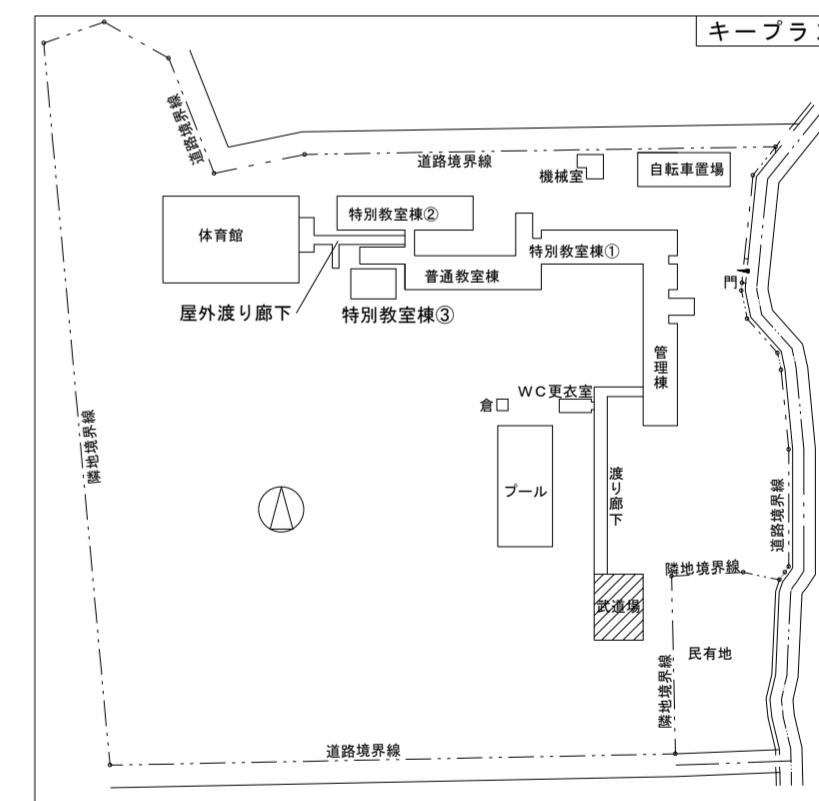 キープラン
道路境界線
道路境界線
機械室
自転車置場
体育館
特別教室棟②
特別教室棟①
普通教室棟
門
屋外渡り廊下
特別教室棟③
管理棟
WC更衣室
倉
隣地境界線
プール
渡り廊下
道路境界線
隣地境界線
武道場
民有地
隣地境界線
道路境界線